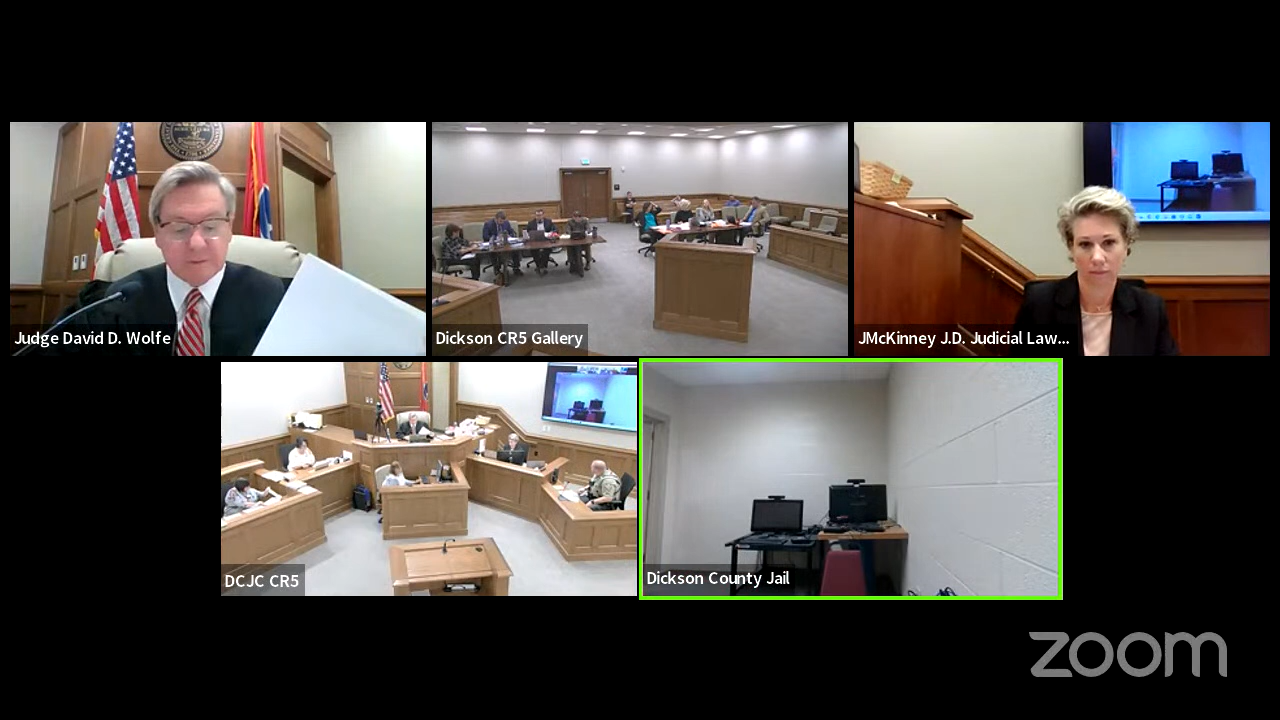 Judge David D. Wolfe
Dickson CR5 Gallery
JMcKinney J.D. Judicial Law...
DCJC CR5
Dickson County Jail
zoom